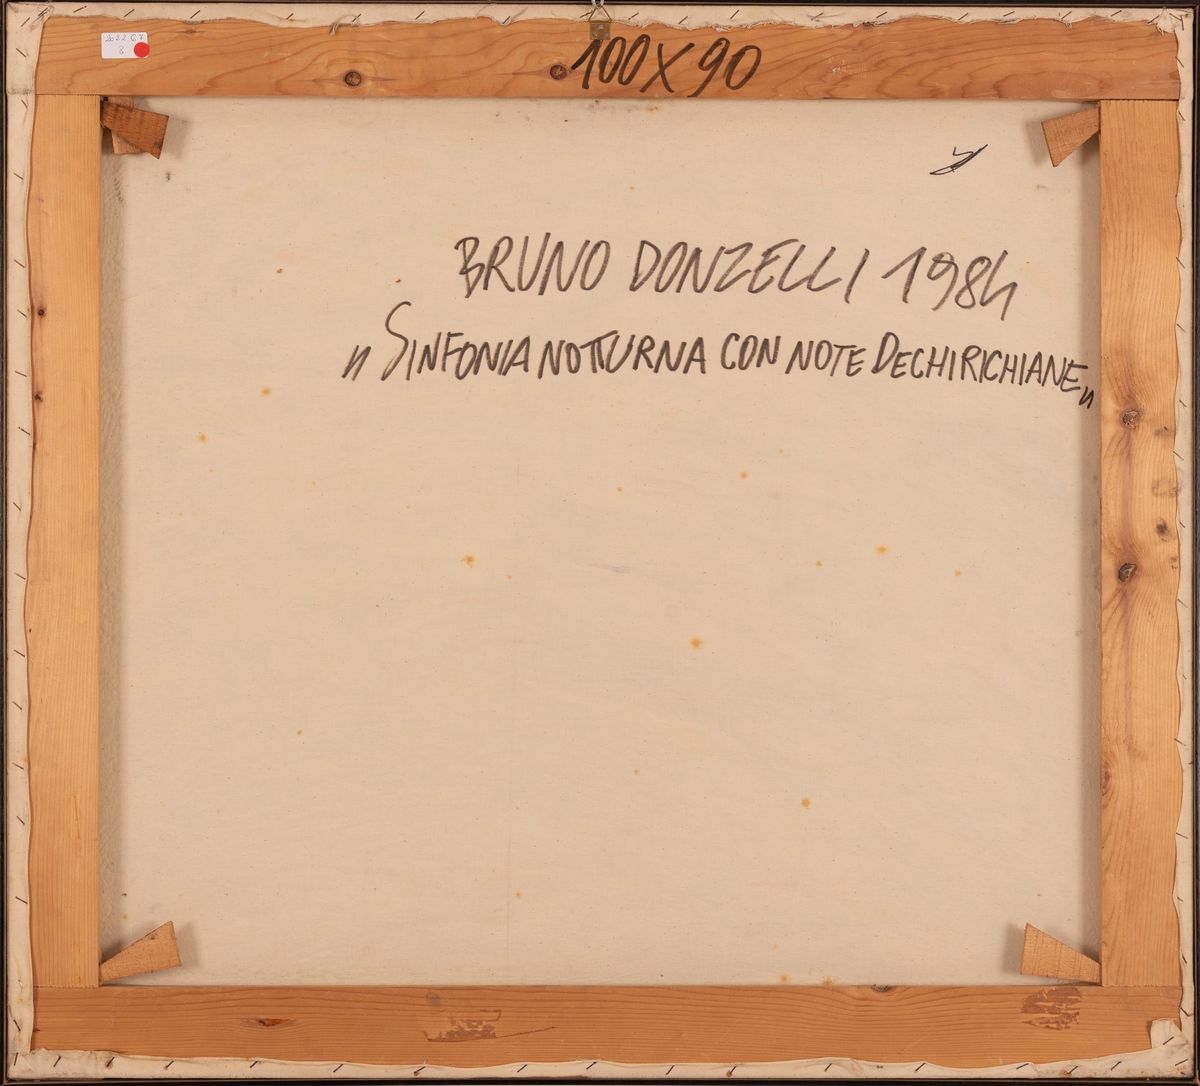 100X90
BRUNO DONZELLI 1984
"SINFONIA NOTTURNA CON NOTE DECHIRICHIANE"